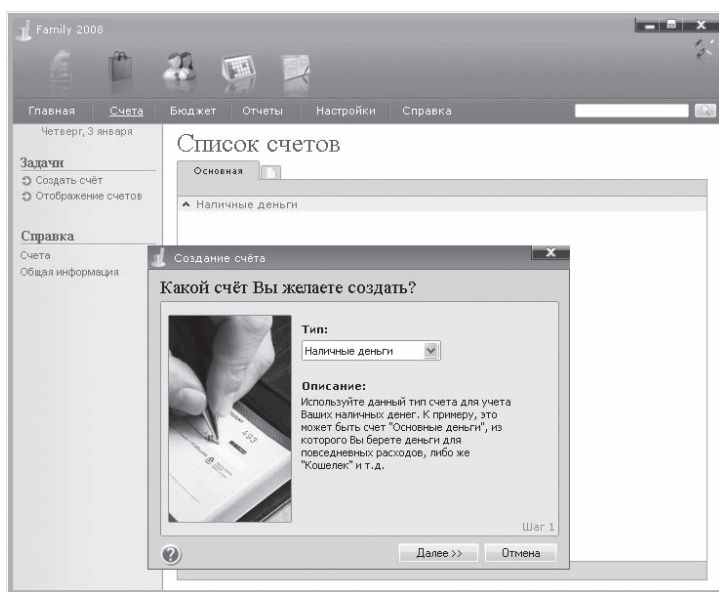 Family 2008
Главная Счета Бюджет Отчеты Настройки Справка
Четверг, 3 января
Задачи
Создать счёт
Отображение счетов
Справка
Счета
Общая информация
Список счетов
Основная
Наличные деньги
Создание счёта
Какой счёт Вы желаете создать?
Тип:
Наличные деньги
Описание:
Используйте данный тип счета для учета
Ваших наличных денег. К примеру, это
может быть счет "Основные деньги", из
которого Вы берете деньги для
повседневных расходов, либо же
"Кошелек" и т.д.
493
Шаг 1
Далее >> Отмена